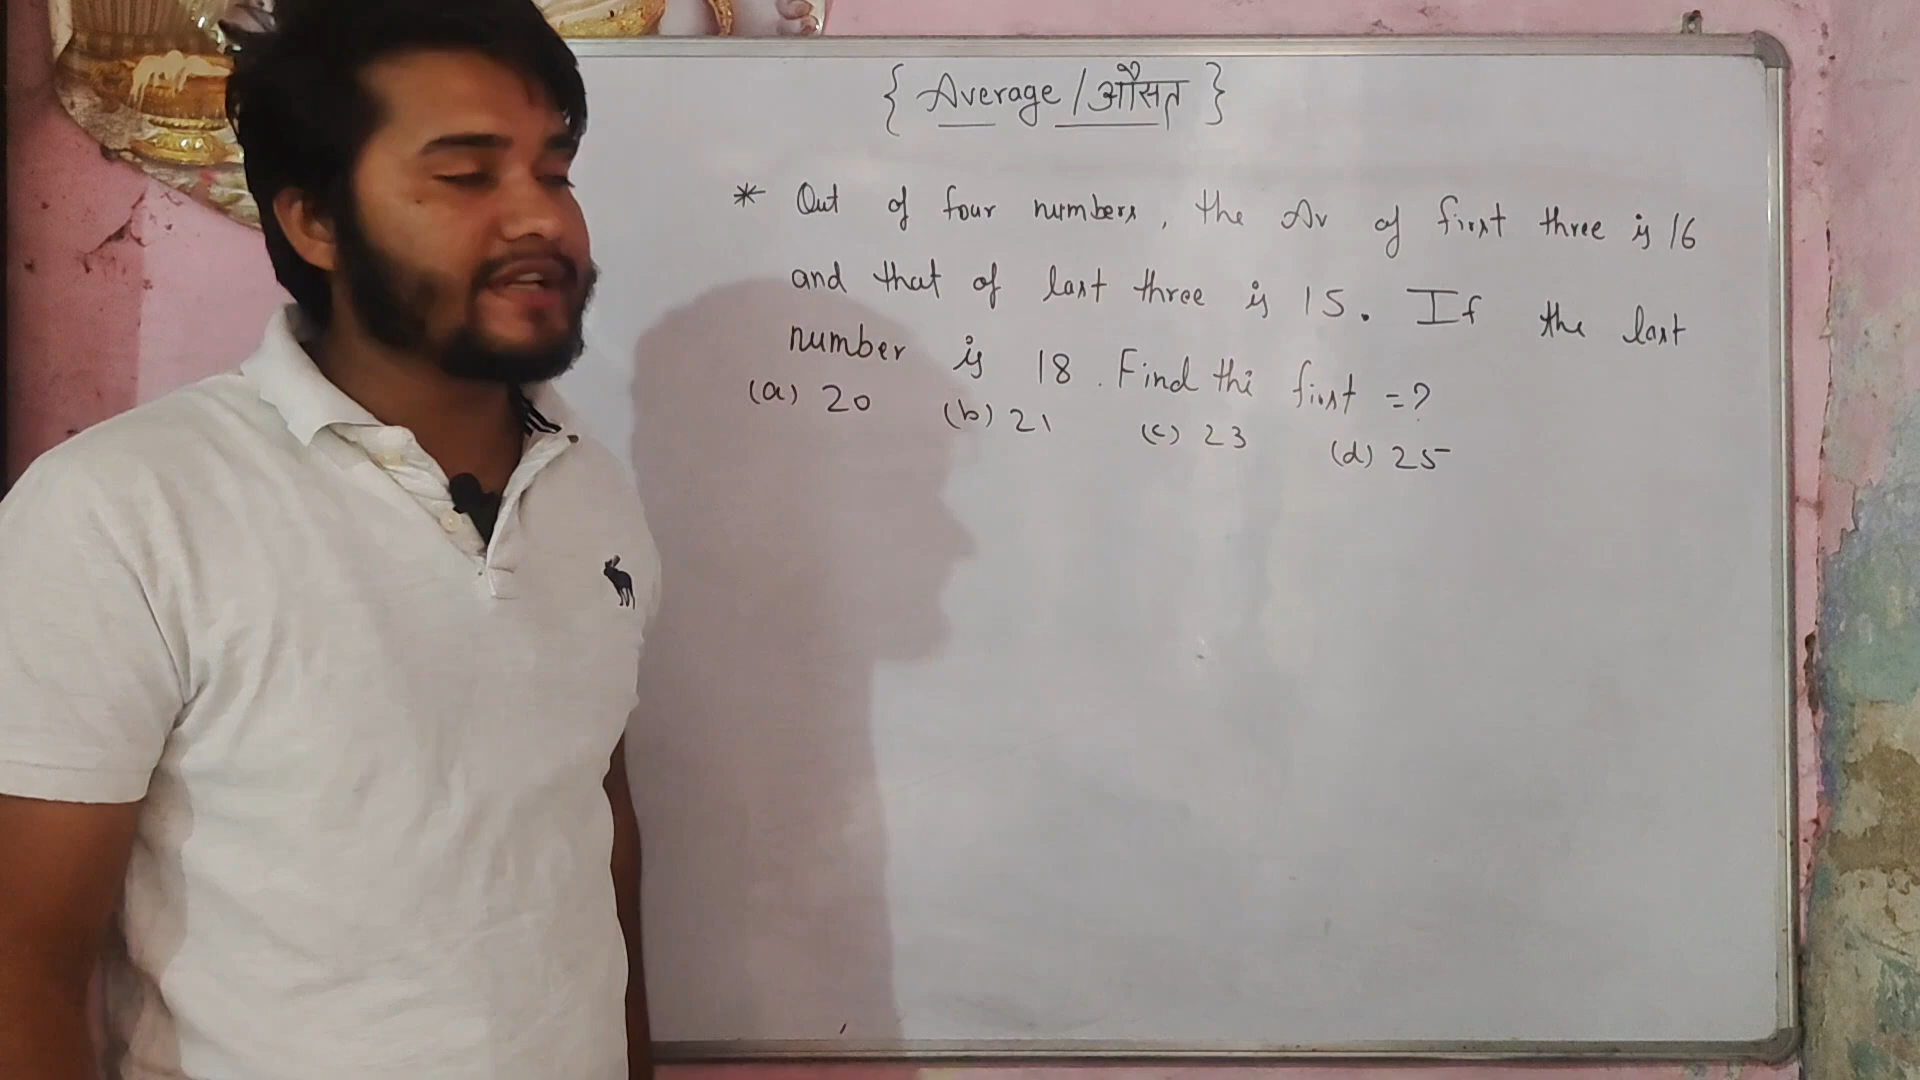 { Average / औसत }
* Out of four numbers, the Av of first three is 16
and that of last three is 15. If the last
number is 18. Find the first = ?
(a) 20 (b) 21 (c) 23 (d) 25